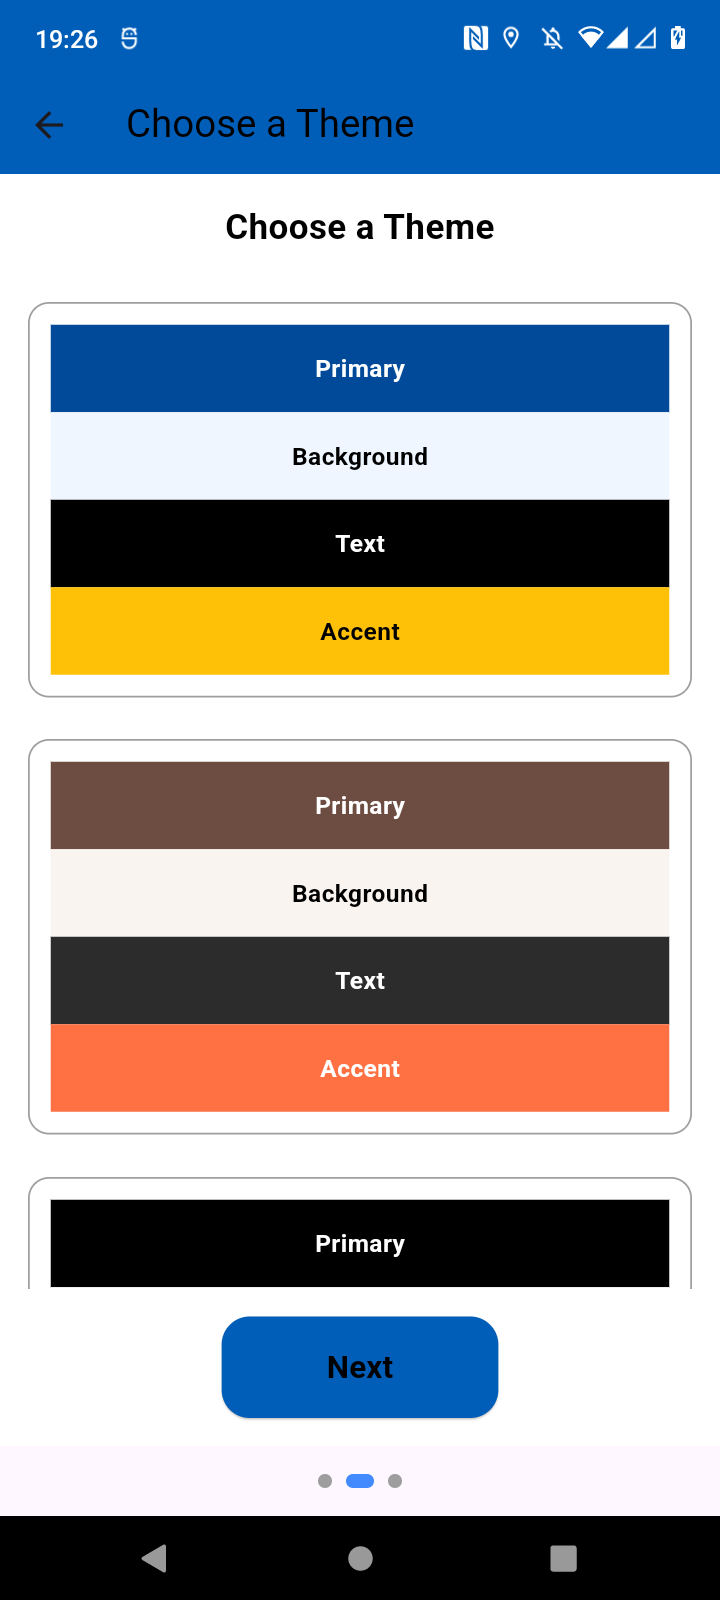 19:26
Choose a Theme
Choose a Theme
Primary
Background
Text
Accent
Primary
Background
Text
Accent
Primary
Next